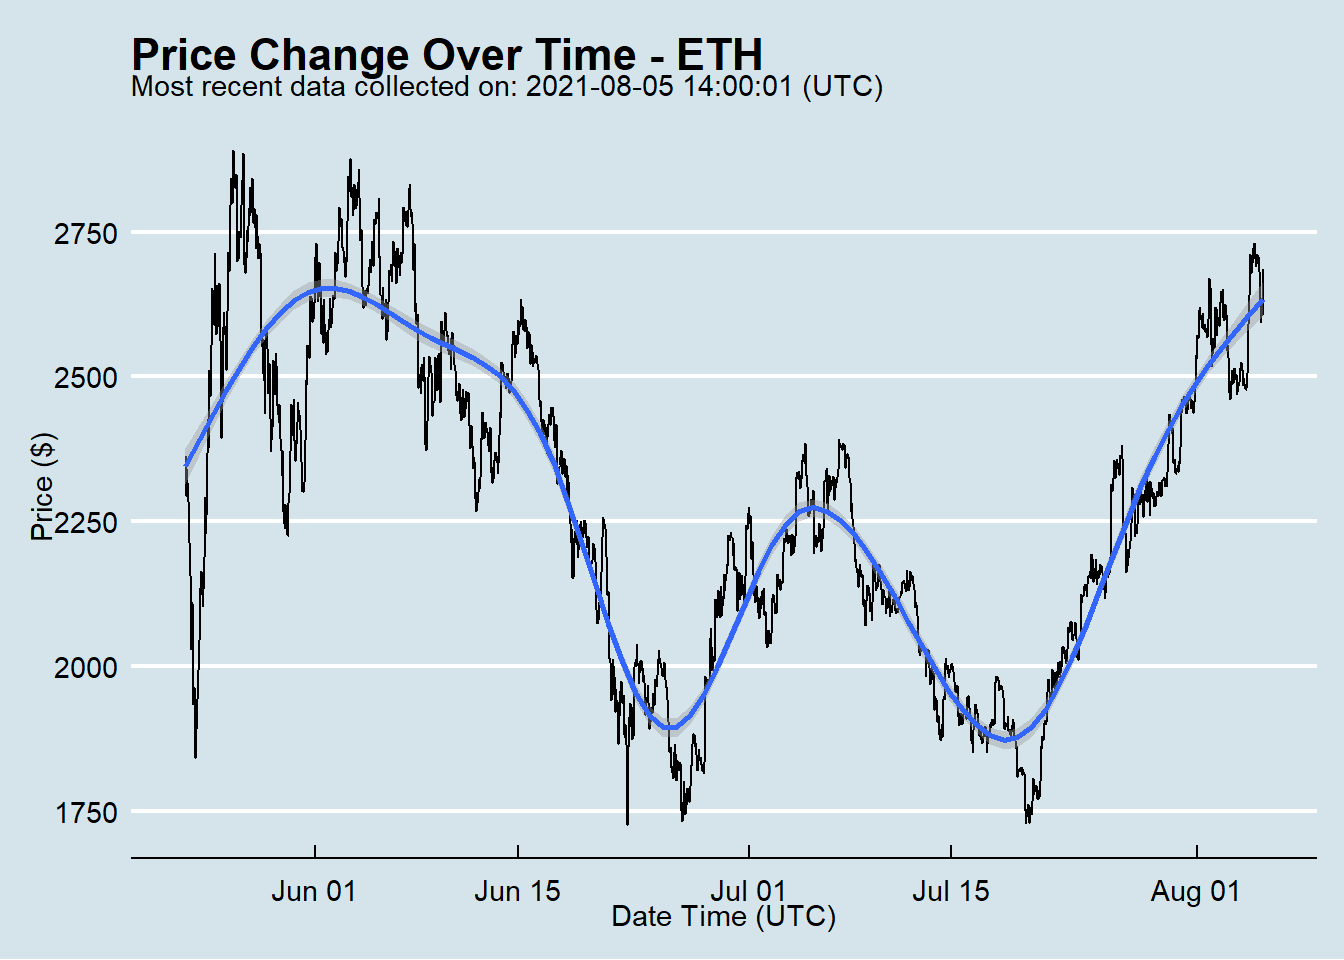 Price Change Over Time - ETH
Most recent data collected on: 2021-08-05 14:00:01 (UTC)
Price ($)
2750
2500
2250
2000
1750
Jun 01
Jun 15
Jul 01
Jul 15
Aug 01
Date Time (UTC)